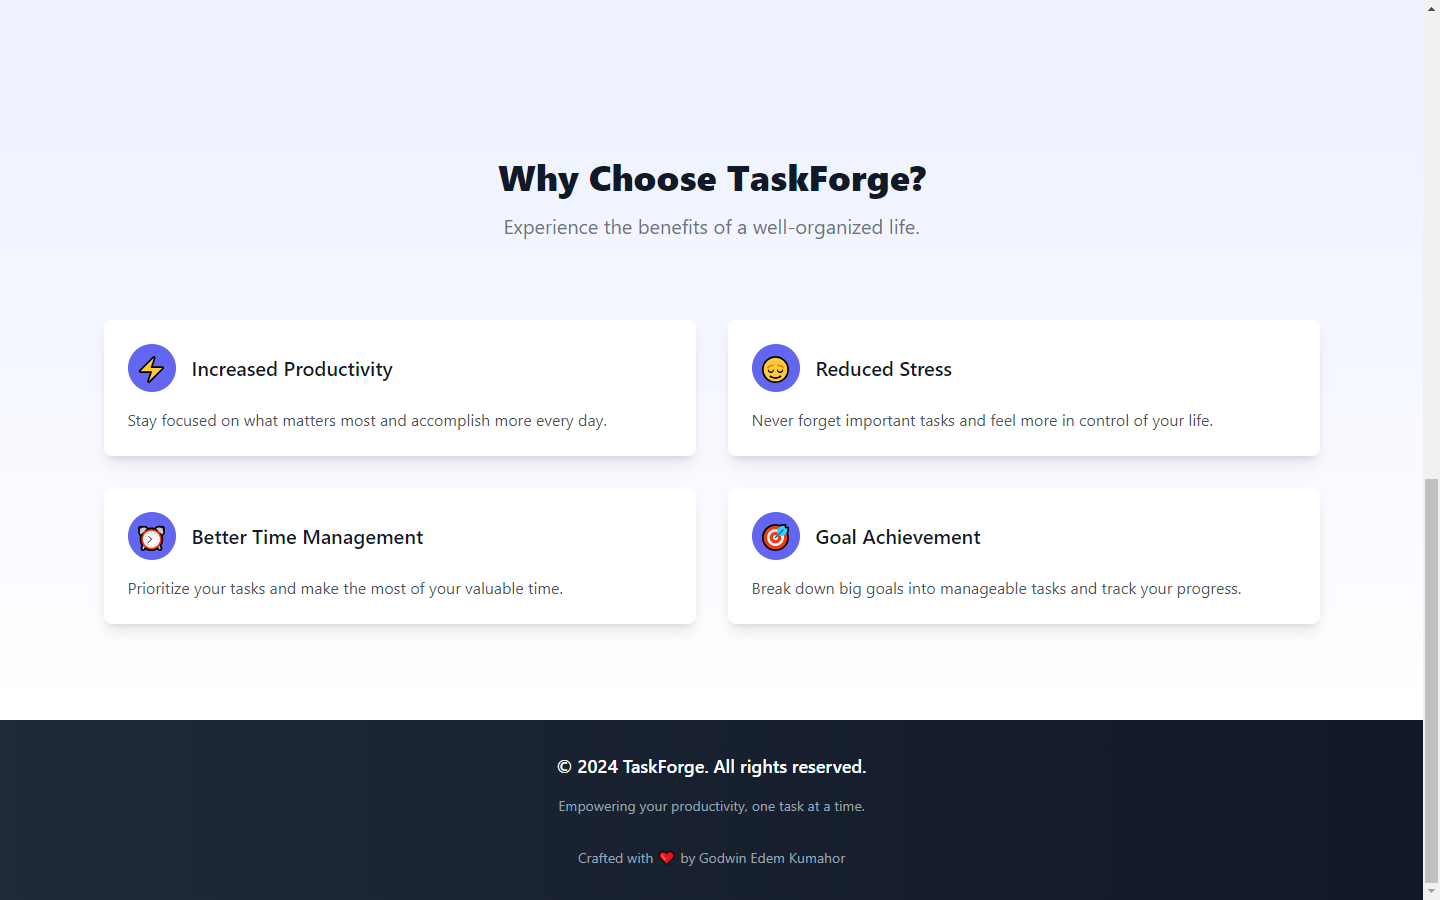 Why Choose TaskForge?
Experience the benefits of a well-organized life.
Increased Productivity
Stay focused on what matters most and accomplish more every day.
Reduced Stress
Never forget important tasks and feel more in control of your life.
Better Time Management
Prioritize your tasks and make the most of your valuable time.
Goal Achievement
Break down big goals into manageable tasks and track your progress.
© 2024 TaskForge. All rights reserved.
Empowering your productivity, one task at a time.
Crafted with ❤️ by Godwin Edem Kumahor